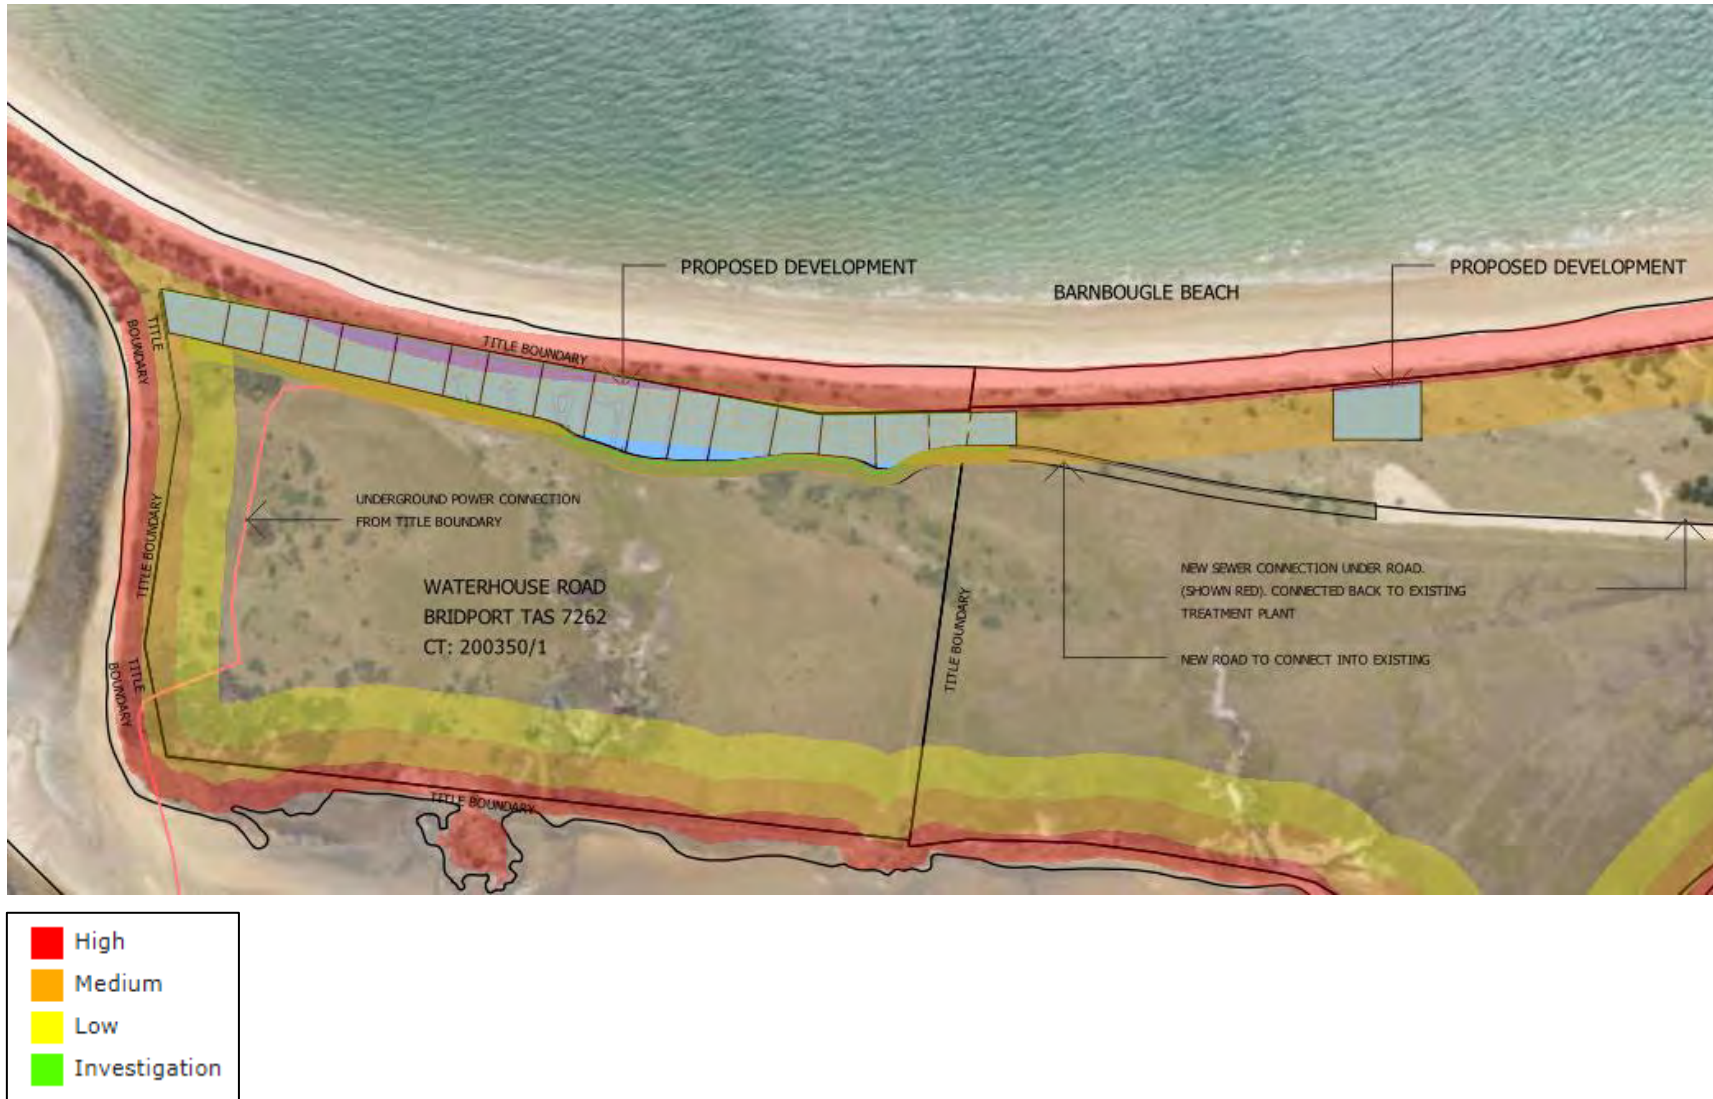 PROPOSED DEVELOPMENT
PROPOSED DEVELOPMENT
BARNBOUGLE BEACH
TITLE
BOUNDARY
TITLE BOUNDARY
UNDERGROUND POWER CONNECTION
FROM TITLE BOUNDARY
TITLE BOUNDARY
WATERHOUSE ROAD
BRIDPORT TAS 7262
CT: 200350/1
TITLE BOUNDARY
NEW SEWER CONNECTION UNDER ROAD.
(SHOWN RED). CONNECTED BACK TO EXISTING
TREATMENT PLANT
NEW ROAD TO CONNECT INTO EXISTING
TITLE
BOUNDARY
TITLE BOUNDARY
High
Medium
Low
Investigation